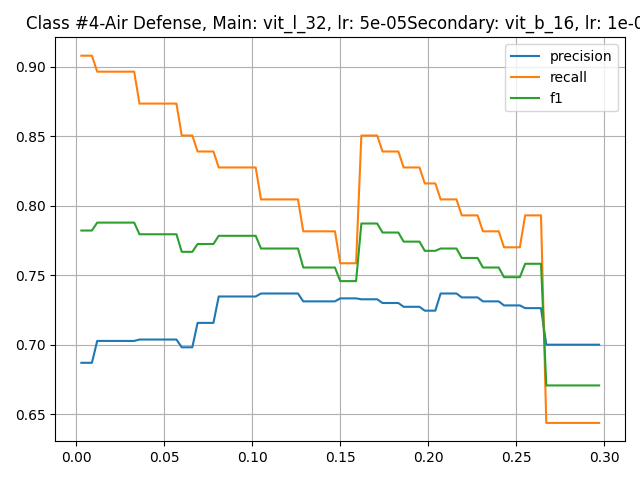 Class #4-Air Defense, Main: vit_l_32, lr: 5e-05Secondary: vit_b_16, lr: 1e-0
precision
recall
f1
0.90
0.85
0.80
0.75
0.70
0.65
0.00 0.05 0.10 0.15 0.20 0.25 0.30